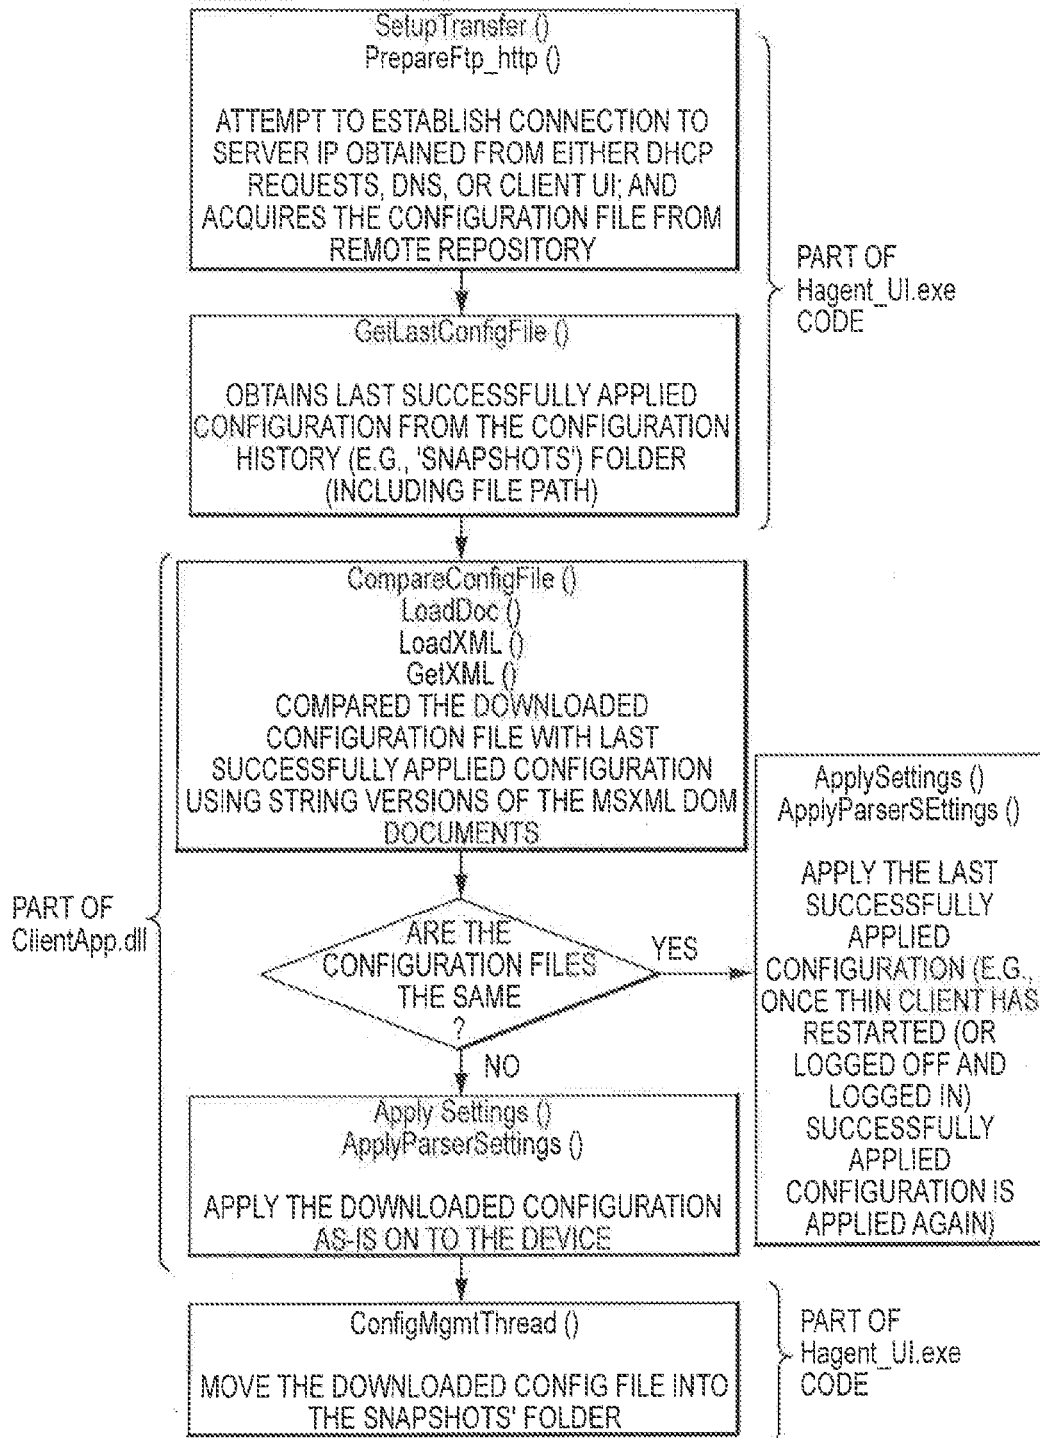 SetupTransfer ()
PrepareFtp_http ()
ATTEMPT TO ESTABLISH CONNECTION TO
SERVER IP OBTAINED FROM EITHER DHCP
REQUESTS, DNS, OR CLIENT UI; AND
ACQUIRES THE CONFIGURATION FILE FROM
REMOTE REPOSITORY
PART OF
Hagent_UI.exe
CODE
GetLastConfigFile ()
OBTAINS LAST SUCCESSFULLY APPLIED
CONFIGURATION FROM THE CONFIGURATION
HISTORY (E.G., 'SNAPSHOTS') FOLDER
(INCLUDING FILE PATH)
CompareConfigFile ()
LoadDoc ()
LoadXML ()
GetXML ()
COMPARED THE DOWNLOADED
CONFIGURATION FILE WITH LAST
SUCCESSFULLY APPLIED CONFIGURATION
USING STRING VERSIONS OF THE MSXML DOM
DOCUMENTS
PART OF
ClientApp.dll
ARE THE
CONFIGURATION FILES
THE SAME
?
YES
NO
ApplySettings ()
ApplyParserSEttings ()
APPLY THE LAST
SUCCESSFULLY
APPLIED
CONFIGURATION (E.G.,
ONCE THIN CLIENT HAS
RESTARTED (OR
LOGGED OFF AND
LOGGED IN)
SUCCESSFULLY
APPLIED
CONFIGURATION IS
APPLIED AGAIN)
Apply Settings ()
ApplyParserSettings ()
APPLY THE DOWNLOADED CONFIGURATION
AS-IS ON TO THE DEVICE
ConfigMgmtThread ()
MOVE THE DOWNLOADED CONFIG FILE INTO
THE SNAPSHOTS' FOLDER
PART OF
Hagent_UI.exe
CODE